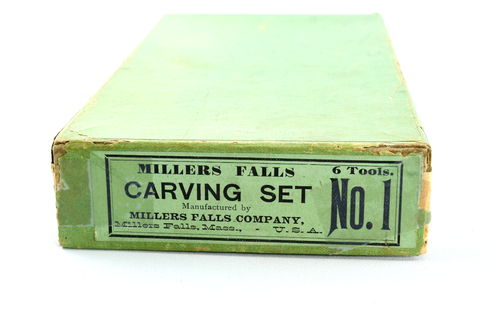 MILLERS FALLS 6 Tools.
CARVING SET No. 1
Manufactured by
MILLERS FALLS COMPANY,
Millers Falls, Mass., - U.S.A.